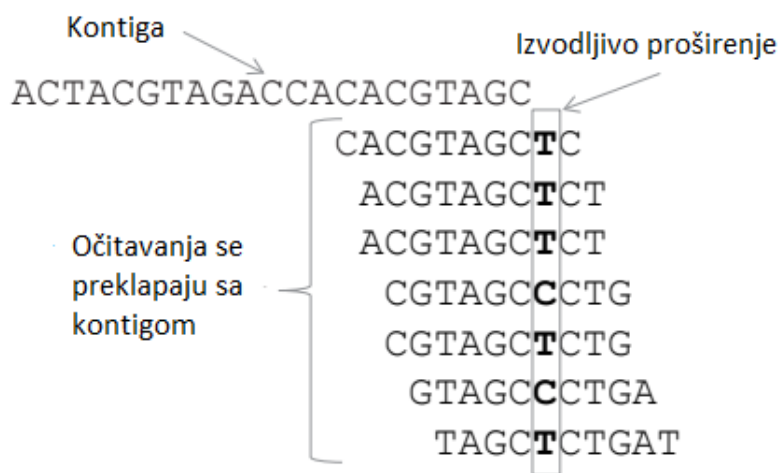 Kontiga
Izvodljivo proširenje
ACTACGTAGACCACACGTAGC
CACGTAGCTC
ACGTAGCTCT
ACGTAGCTCT
Očitavanja se
preklapaju sa
kontigom
CGTAGCCCTG
CGTAGCTCTG
GTAGCCCTGA
TAGCTCTGAT